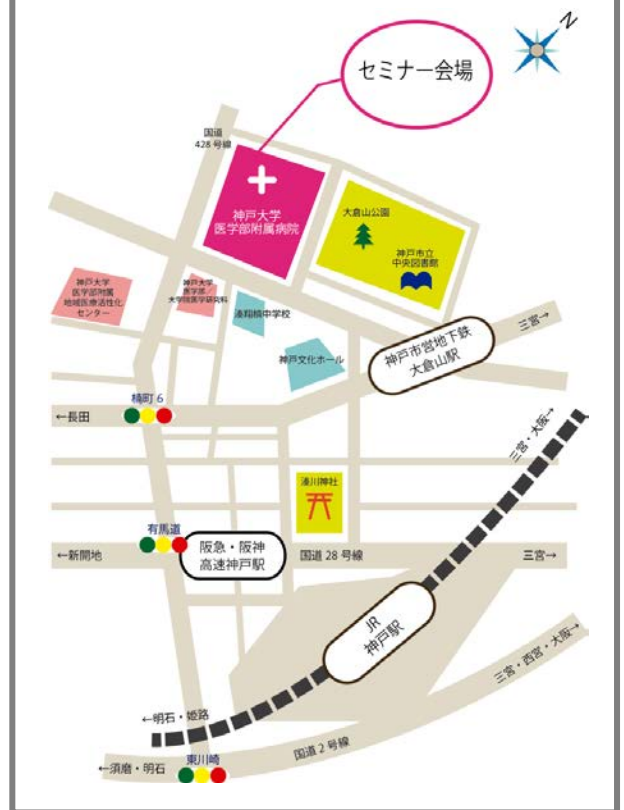 N
セミナー会場
国道
428号線
神戸大学
医学部附属病院
大倉山公園
神戸市立
中央図書館
神戸大学
医学部附属
地域医療活性化
センター
神戸大学
医学部
大学院医学研究科
湊翔楠中学校
三宮→
神戸市営地下鉄
大倉山駅
神戸文化ホール
楠町6
←長田
三宮・大阪→
湊川神社
有馬道
←新開地
阪急・阪神
高速神戸駅
国道28号線
三宮→
JR
神戸駅
三宮・西宮・大阪→
←明石・姫路
国道2号線
東川崎
←須磨・明石